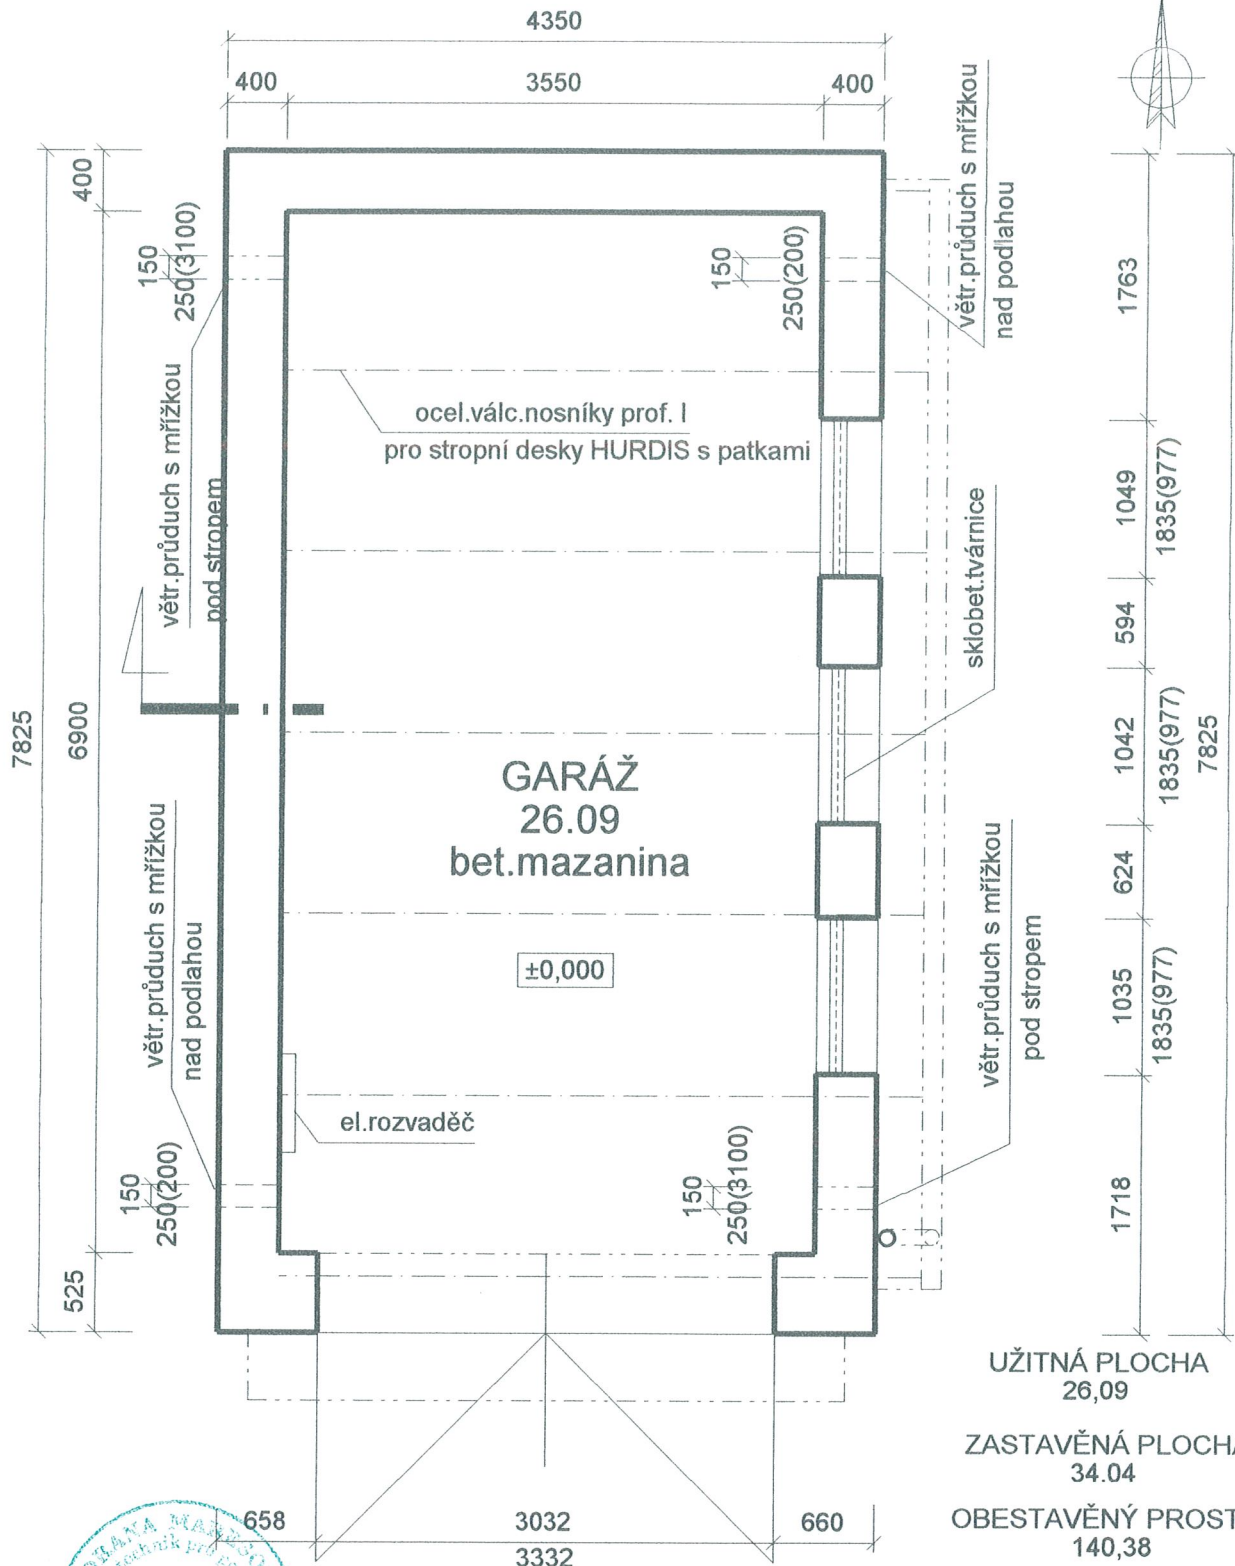 4350
400
3550
400
větr.průduch s mřížkou
nad podlahou
400
150
250(3100)
150
250(200)
1763
větr.průduch s mřížkou
pod stropem
ocel.válc.nosníky prof. I
pro stropní desky HURDIS s patkami
1049
1835(977)
sklobet.tvárnice
594
7825
6900
1042
1835(977)
7825
GARÁŽ
26.09
bet.mazanina
624
větr.průduch s mřížkou
nad podlahou
±0,000
větr.průduch s mřížkou
pod stropem
1035
1835(977)
el.rozvaděč
150
250(200)
150
250(3100)
1718
525
UŽITNÁ PLOCHA
26,09
ZASTAVĚNÁ PLOCHA
34.04
OBESTAVĚNÝ PROST
140,38
658
3032
660
3332